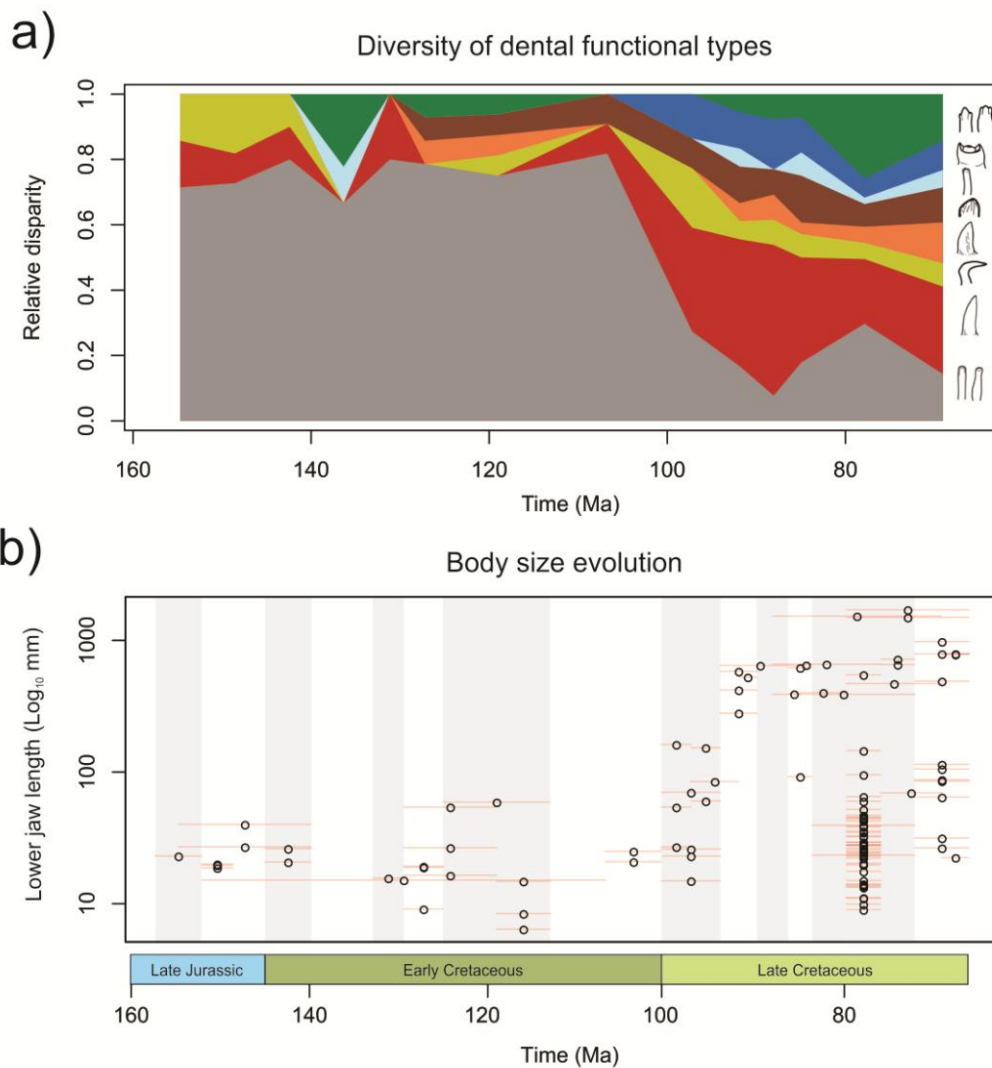 a)
Diversity of dental functional types
Relative disparity
1.0
0.8
0.6
0.4
0.2
0.0
160 140 120 100 80
Time (Ma)
b)
Body size evolution
Lower jaw length (Log₁₀ mm)
1000
100
10
Late Jurassic Early Cretaceous Late Cretaceous
160 140 120 100 80
Time (Ma)